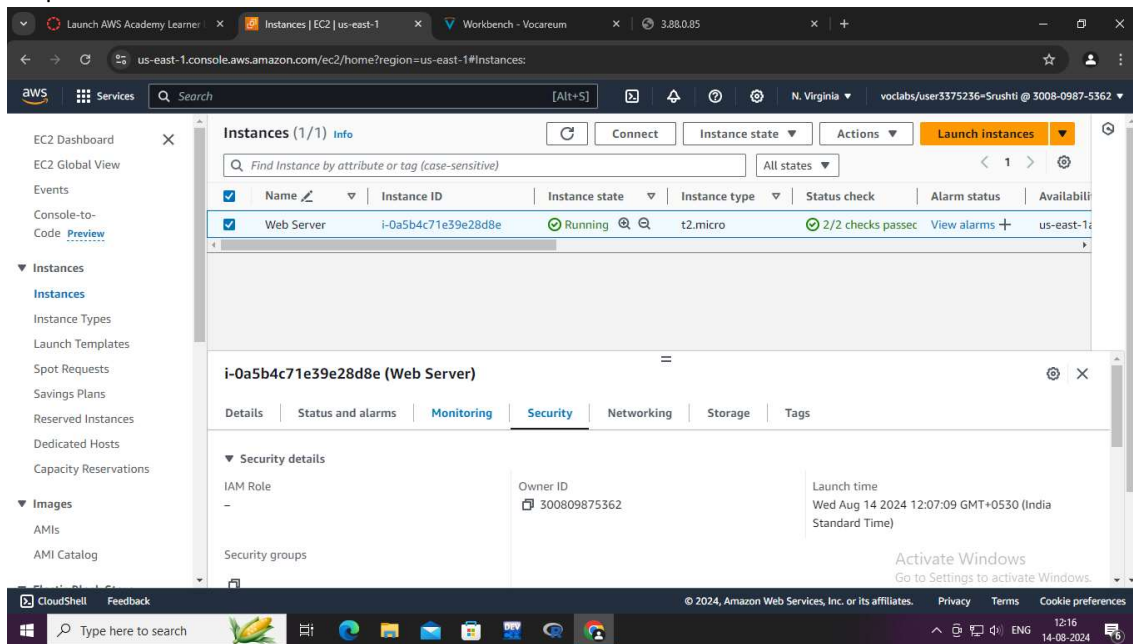 Launch AWS Academy Learner
Instances | EC2 | us-east-1
Workbench - Vocareum
3.88.0.85
us-east-1.console.aws.amazon.com/ec2/home?region=us-east-1#Instances:
aws Services Search [Alt+S] N. Virginia voclabs/user3375236=Srushti @ 3008-0987-5362
EC2 Dashboard
EC2 Global View
Events
Console-to-
Code Preview
Instances
Instances
Instance Types
Launch Templates
Spot Requests
Savings Plans
Reserved Instances
Dedicated Hosts
Capacity Reservations
Images
AMIs
AMI Catalog
Instances (1/1) Info Connect Instance state Actions Launch instances
Find Instance by attribute or tag (case-sensitive) All states 1
Name Instance ID Instance state Instance type Status check Alarm status Availabili
Web Server i-0a5b4c71e39e28d8e Running t2.micro 2/2 checks passec View alarms + us-east-1a
i-0a5b4c71e39e28d8e (Web Server)
Details Status and alarms Monitoring Security Networking Storage Tags
Security details
IAM Role Owner ID Launch time
– 300809875362 Wed Aug 14 2024 12:07:09 GMT+0530 (India
Standard Time)
Security groups
Activate Windows
Go to Settings to activate Windows.
CloudShell Feedback © 2024, Amazon Web Services, Inc. or its affiliates. Privacy Terms Cookie preferences
Type here to search ENG 12:16
14-08-2024